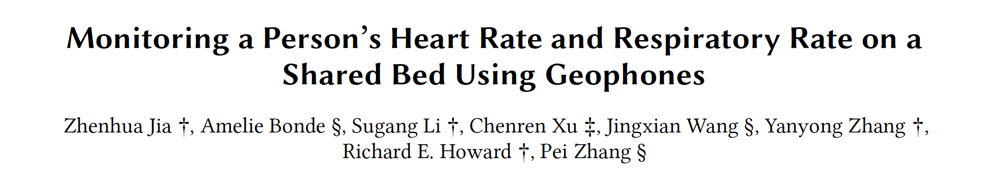 Monitoring a Person’s Heart Rate and Respiratory Rate on a
Shared Bed Using Geophones
Zhenhua Jia †, Amelie Bonde §, Sugang Li †, Chenren Xu ‡, Jingxian Wang §, Yanyong Zhang †,
Richard E. Howard †, Pei Zhang §